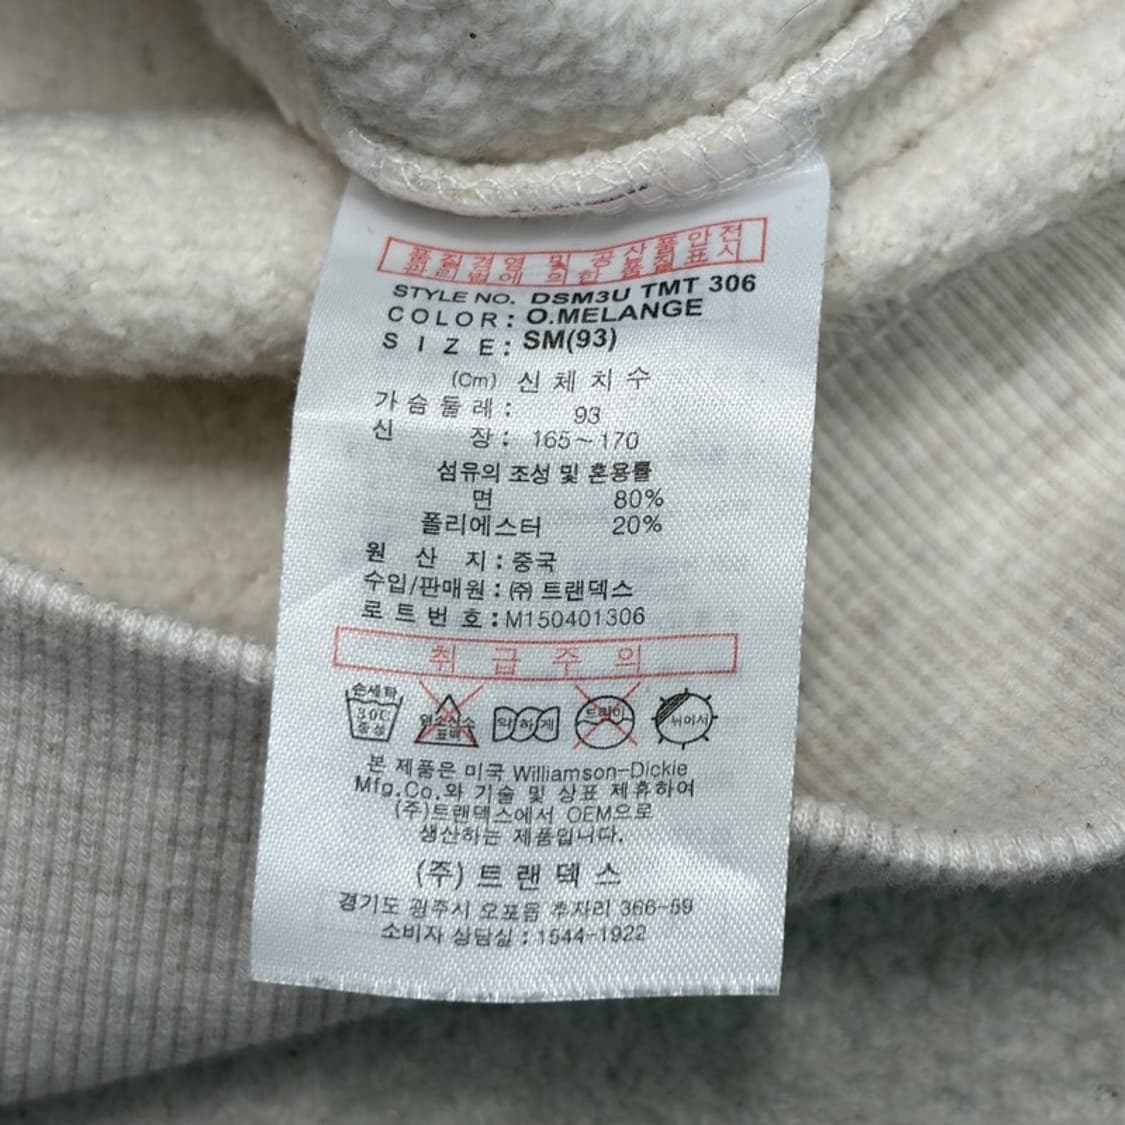 품질경영 및 공산품안전
관리법에 의한 품질표시
STYLE NO. DSM3U TMT 306
COLOR: O.MELANGE
SIZE: SM(93)
(Cm) 신체치수
가슴둘레: 93
신 장: 165~170
섬유의 조성 및 혼용률
면 80%
폴리에스터 20%
원 산 지: 중국
수입/판매원: ㈜ 트랜덱스
로트번호: M150401306
취급주의
손세탁 30C 중성 염소산소 표백 약하게 드라이 뉘어서
본 제품은 미국 Williamson-Dickie
Mfg.Co.와 기술 및 상표 제휴하여
(주)트랜덱스에서 OEM으로
생산하는 제품입니다.
(주)트랜덱스
경기도 광주시 오포읍 추자리 366-59
소비자 상담실 : 1544-1922